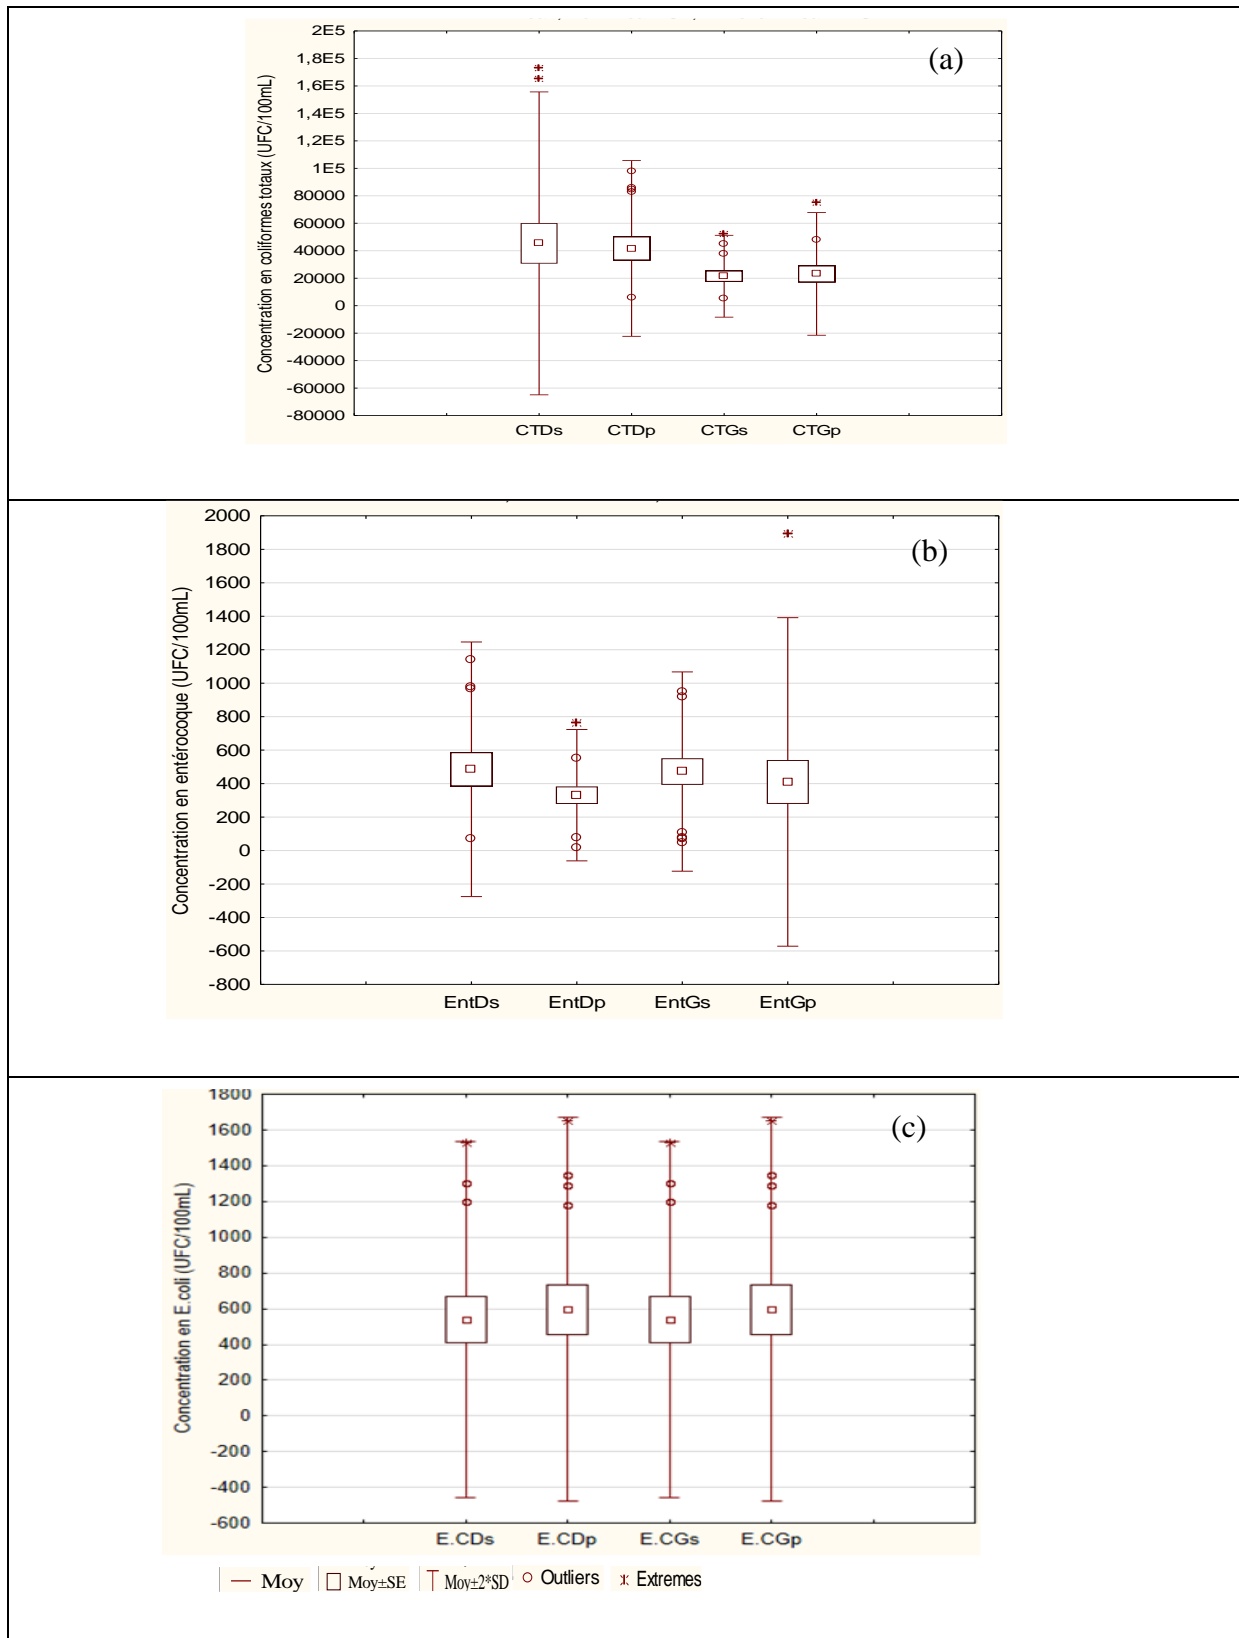 (a)
Concentration en coliformes totaux (UFC/100mL)
2E5
1,8E5
1,6E5
1,4E5
1,2E5
1E5
80000
60000
40000
20000
0
-20000
-40000
-60000
-80000
CTDs CTDp CTGs CTGp
(b)
Concentration en entérocoque (UFC/100mL)
2000
1800
1600
1400
1200
1000
800
600
400
200
0
-200
-400
-600
-800
EntDs EntDp EntGs EntGp
(c)
Concentration en E.coli (UFC/100mL)
1800
1600
1400
1200
1000
800
600
400
200
0
-200
-400
-600
E.CDs E.CDp E.CGs E.CGp
Moy Moy±SE Moy±2*SD Outliers Extremes